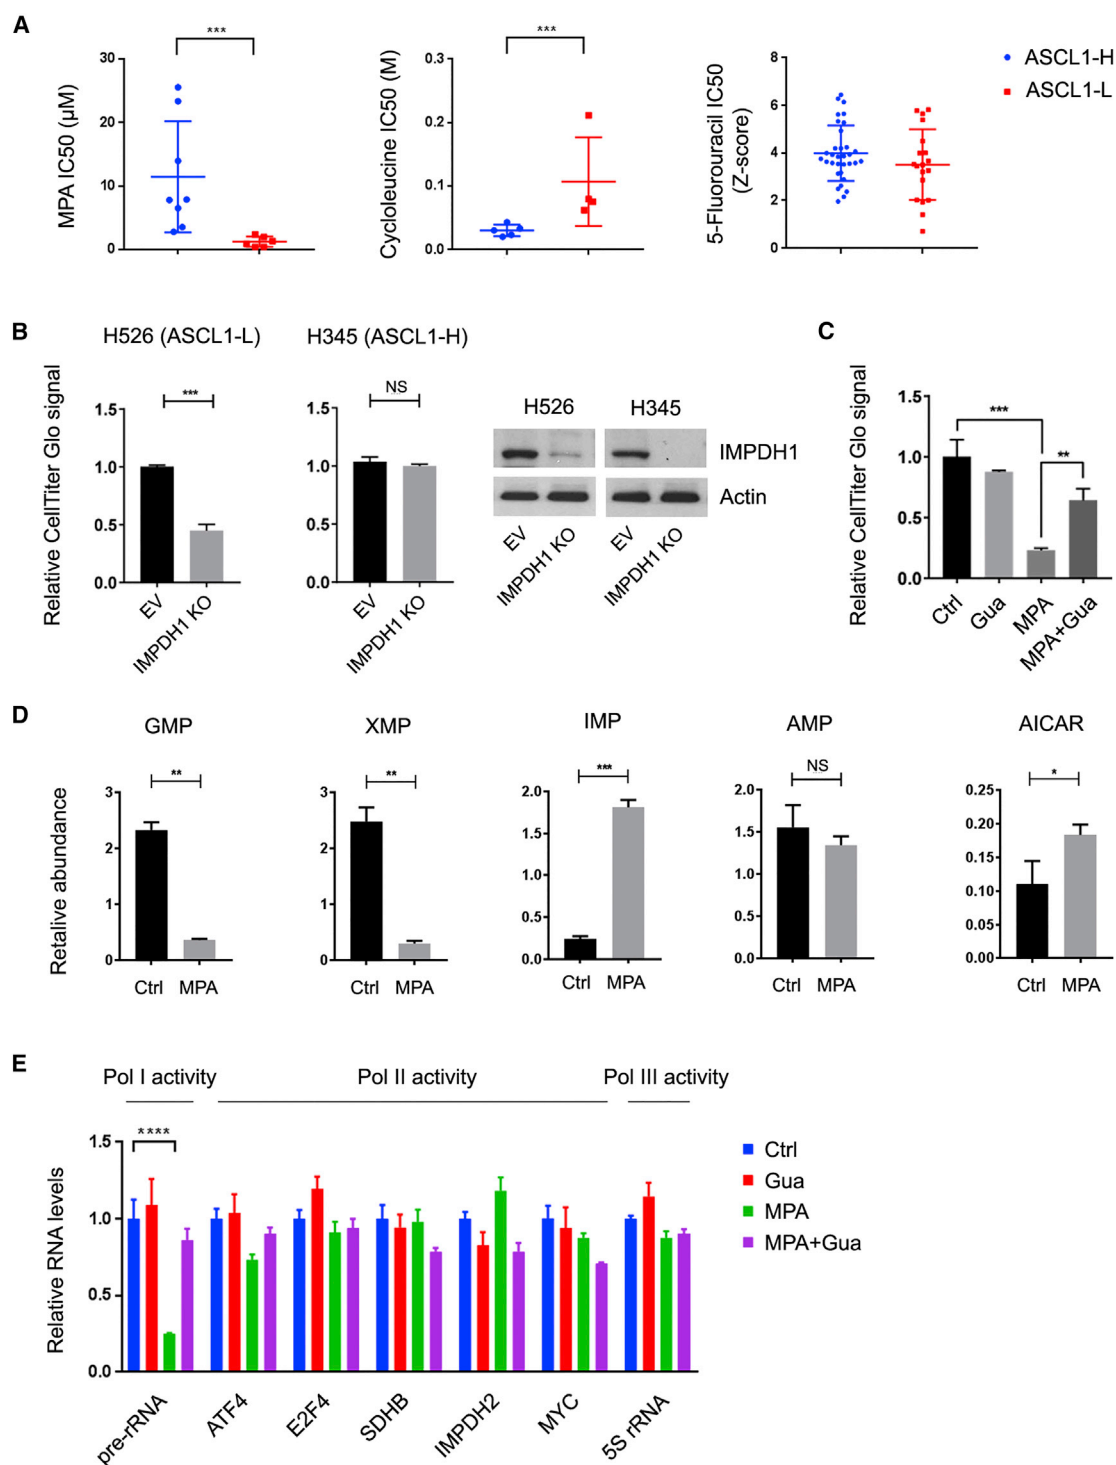 A
***
MPA IC50 (µM)
30
20
10
0
***
Cycloleucine IC50 (M)
0.3
0.2
0.1
0.0
5-Fluorouracil IC50
(Z-score)
8
6
4
2
0
ASCL1-H
ASCL1-L
B
H526 (ASCL1-L)
Relative CellTiter Glo signal
***
1.5
1.0
0.5
0.0
EV
IMPDH1 KO
H345 (ASCL1-H)
NS
1.5
1.0
0.5
0.0
EV
IMPDH1 KO
H526
H345
IMPDH1
Actin
EV
IMPDH1 KO
EV
IMPDH1 KO
C
Relative CellTiter Glo signal
***
**
1.5
1.0
0.5
0.0
Ctrl
Gua
MPA
MPA+Gua
D
Retalive abundance
GMP
**
3
2
1
0
Ctrl MPA
XMP
**
3
2
1
0
Ctrl MPA
IMP
***
2.0
1.5
1.0
0.5
0.0
Ctrl MPA
AMP
NS
2.0
1.5
1.0
0.5
0.0
Ctrl MPA
AICAR
*
0.25
0.20
0.15
0.10
0.05
0.00
Ctrl MPA
E
Pol I activity
Pol II activity
Pol III activity
****
Relative RNA levels
1.5
1.0
0.5
0.0
pre-rRNA
ATF4
E2F4
SDHB
IMPDH2
MYC
5S rRNA
Ctrl
Gua
MPA
MPA+Gua